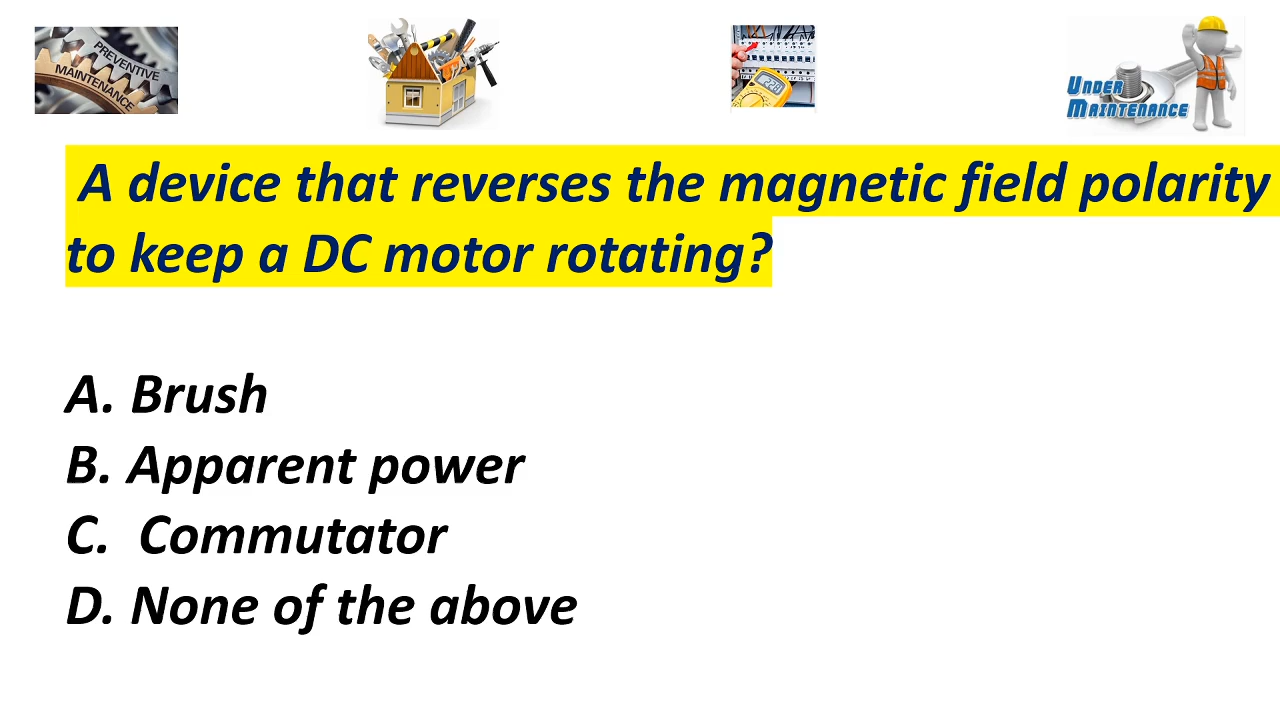 PREVENTIVE
MAINTENANCE
UNDER
MAINTENANCE
A device that reverses the magnetic field polarity
to keep a DC motor rotating?
A. Brush
B. Apparent power
C. Commutator
D. None of the above